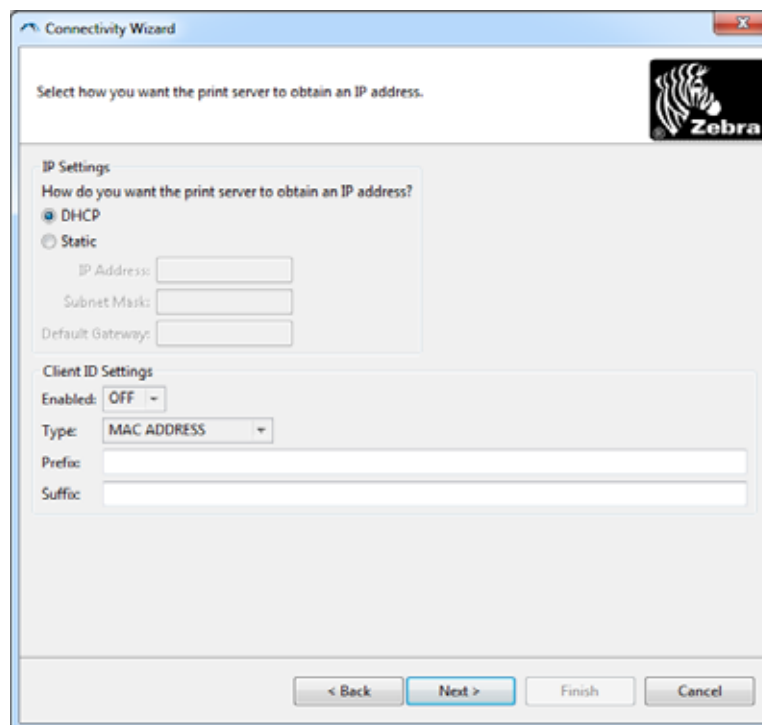 Connectivity Wizard
Select how you want the print server to obtain an IP address.
Zebra
IP Settings
How do you want the print server to obtain an IP address?
DHCP
Static
IP Address:
Subnet Mask:
Default Gateway:
Client ID Settings
Enabled: OFF
Type: MAC ADDRESS
Prefix:
Suffix:
< Back Next > Finish Cancel